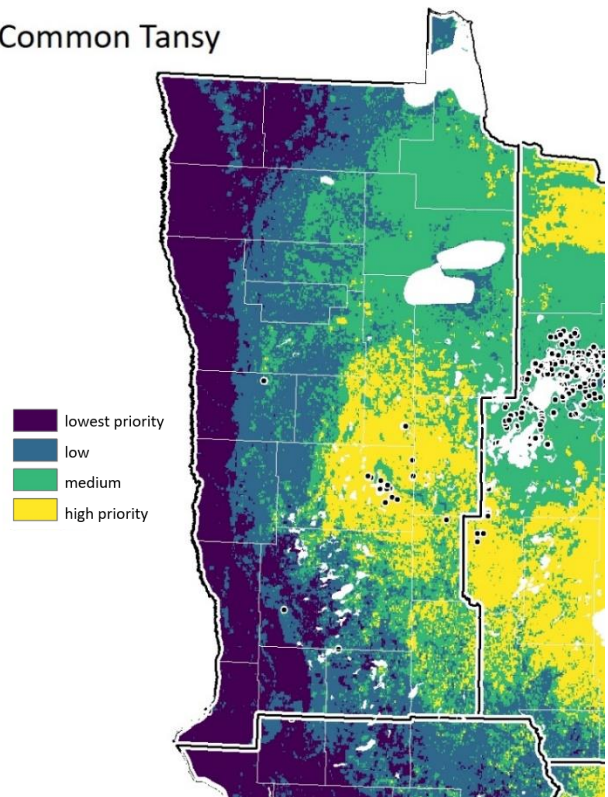 Common Tansy
lowest priority
low
medium
high priority